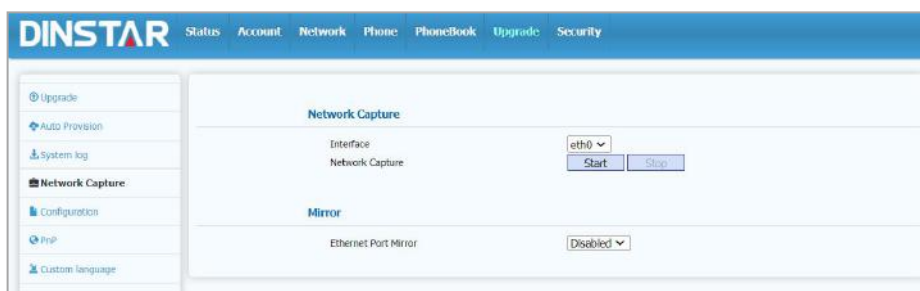 DINSTAR Status Account Network Phone PhoneBook Upgrade Security
Upgrade
Auto Provision
System log
Network Capture
Configuration
PnP
Custom language
Network Capture
Interface eth0
Network Capture Start Stop
Mirror
Ethernet Port Mirror Disabled